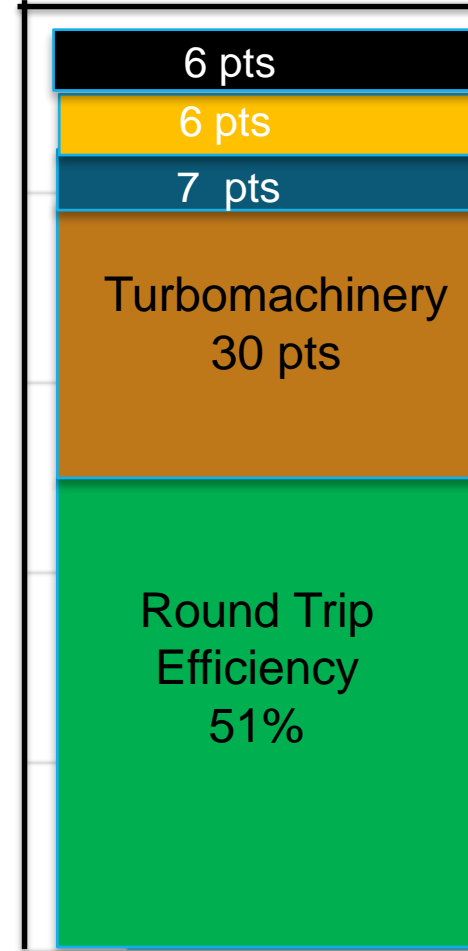 6 pts
6 pts
7 pts
Turbomachinery
30 pts
Round Trip
Efficiency
51%